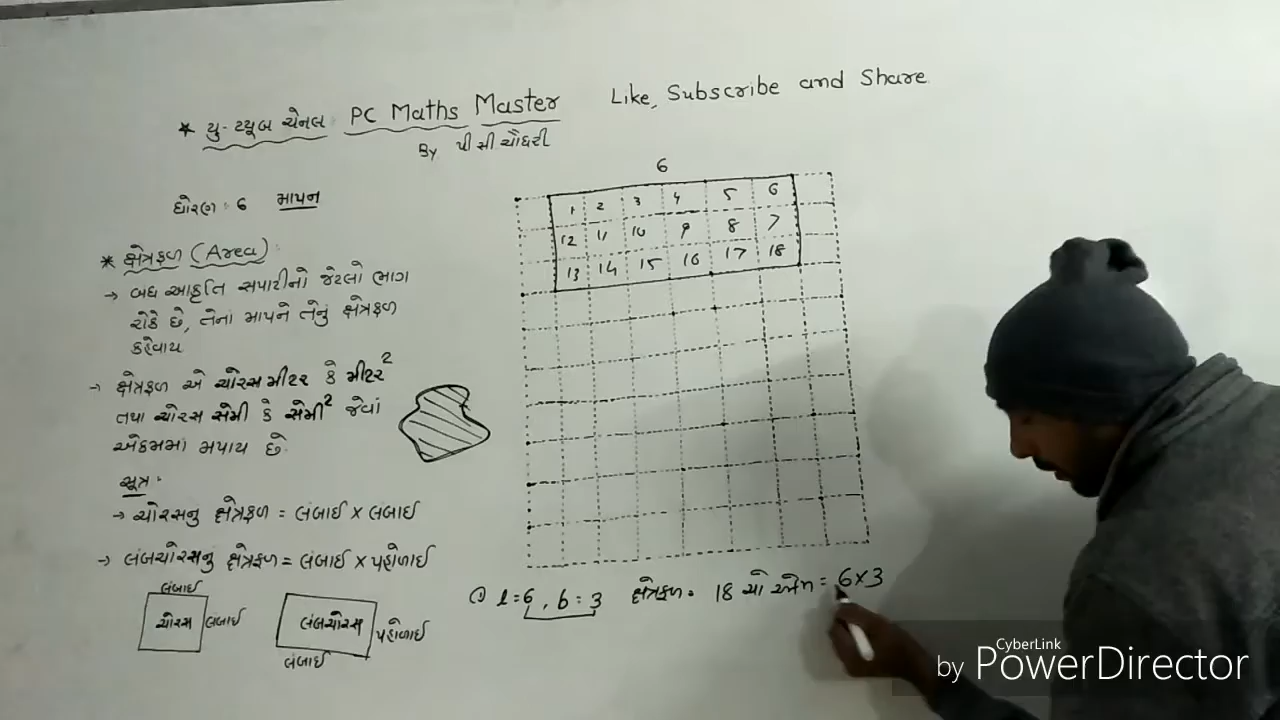 * યુ-ટ્યૂબ ચેનલ PC Maths Master Like, Subscribe and Share
By પી સી ચૌધરી
ધોરણ : 6 માપન
* ક્ષેત્રફળ (Area) :
→ બધ આકૃતિ સપાટીનો જેટલો ભાગ
રોકે છે, તેના માપને તેનું ક્ષેત્રફળ
કહેવાય
→ ક્ષેત્રફળ એ ચોરસ મીટર કે મીટર²
તથા ચોરસ સેમી કે સેમી² જેવાં
એકમમાં મપાય છે.
સૂત્ર :
→ ચોરસનુ ક્ષેત્રફળ = લંબાઈ × લંબાઈ
→ લંબચોરસનુ ક્ષેત્રફળ = લંબાઈ × પહોળાઈ
લંબાઈ
ચોરસ લંબાઈ
લંબચોરસ પહોળાઈ
લંબાઈ
6
1 2 3 4 5 6
12 11 10 9 8 7
13 14 15 16 17 18
① l = 6, b = 3 ક્ષેત્રફળ = 18 ચો એકમ = 6 × 3
CyberLink
by PowerDirector